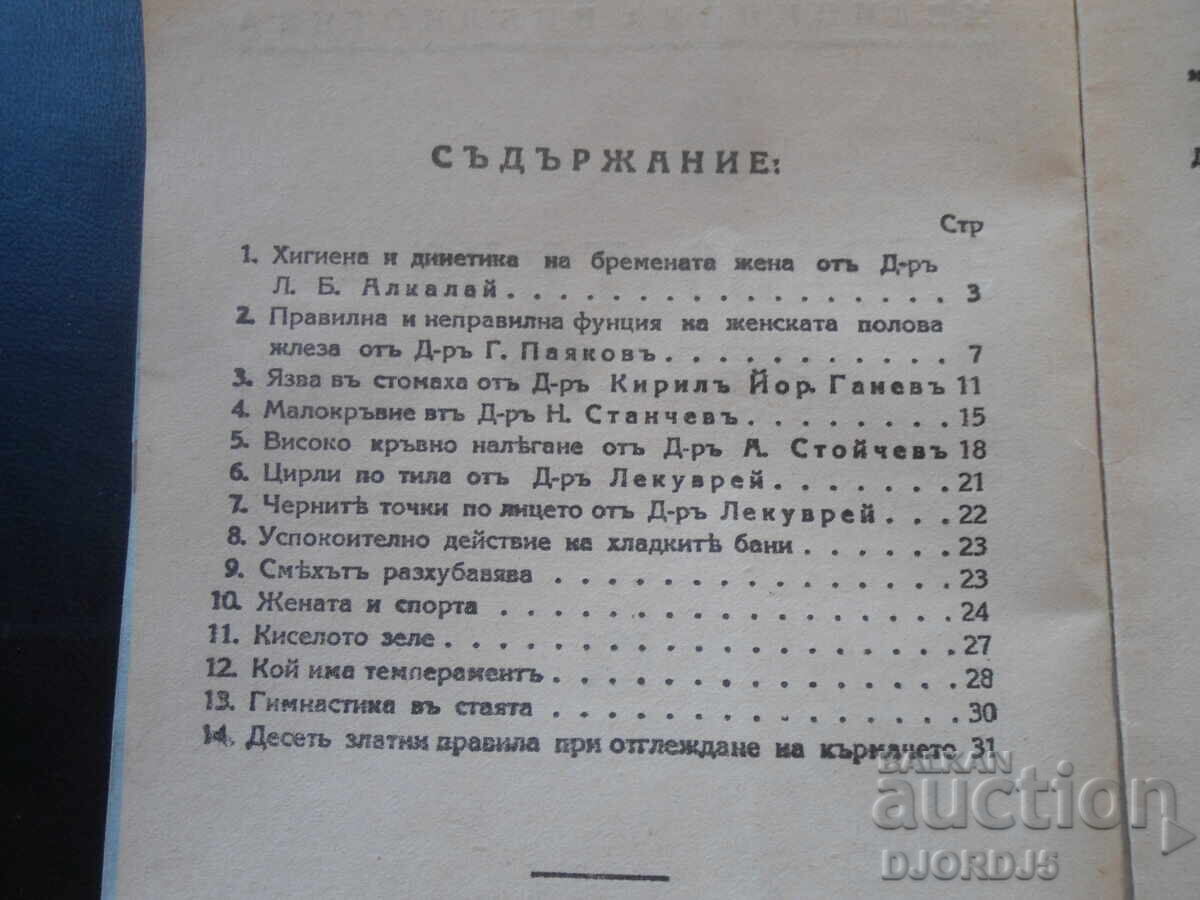 СЪДЪРЖАНИЕ:
Стр
1. Хигиена и дииетика на бремената жена отъ Д-ръ
Л. Б. Алкалай . . . . . . . . . . . . . . . 3
2. Правилна и неправилна фунция на женската полова
жлеза отъ Д-ръ Г. Паяковъ . . . . . . . . . . . 7
3. Язва въ стомаха отъ Д-ръ Кирилъ Йор. Ганевъ 11
4. Малокръвие втъ Д-ръ Н. Станчевъ . . . . . . . . 15
5. Високо кръвно налѣгане отъ Д-ръ А. Стойчевъ 18
6. Цирли по тила отъ Д-ръ Лекуврей . . . . . . . 21
7. Чернитѣ точки по лицето отъ Д-ръ Лекуврей . . . 22
8. Успокоително действие на хладкитѣ бани . . . . . . 23
9. Смѣхътъ разхубавява . . . . . . . . . . . . . . 23
10. Жената и спорта . . . . . . . . . . . . . . . . 24
11. Киселото зеле . . . . . . . . . . . . . . . . . 27
12. Кой има темпераментъ . . . . . . . . . . . . . . 28
13. Гимнастика въ стаята . . . . . . . . . . . . . . 30
14. Десеть златни правила при отглеждане на кърмачето 31
BALKAN
auction
DJORDJ5